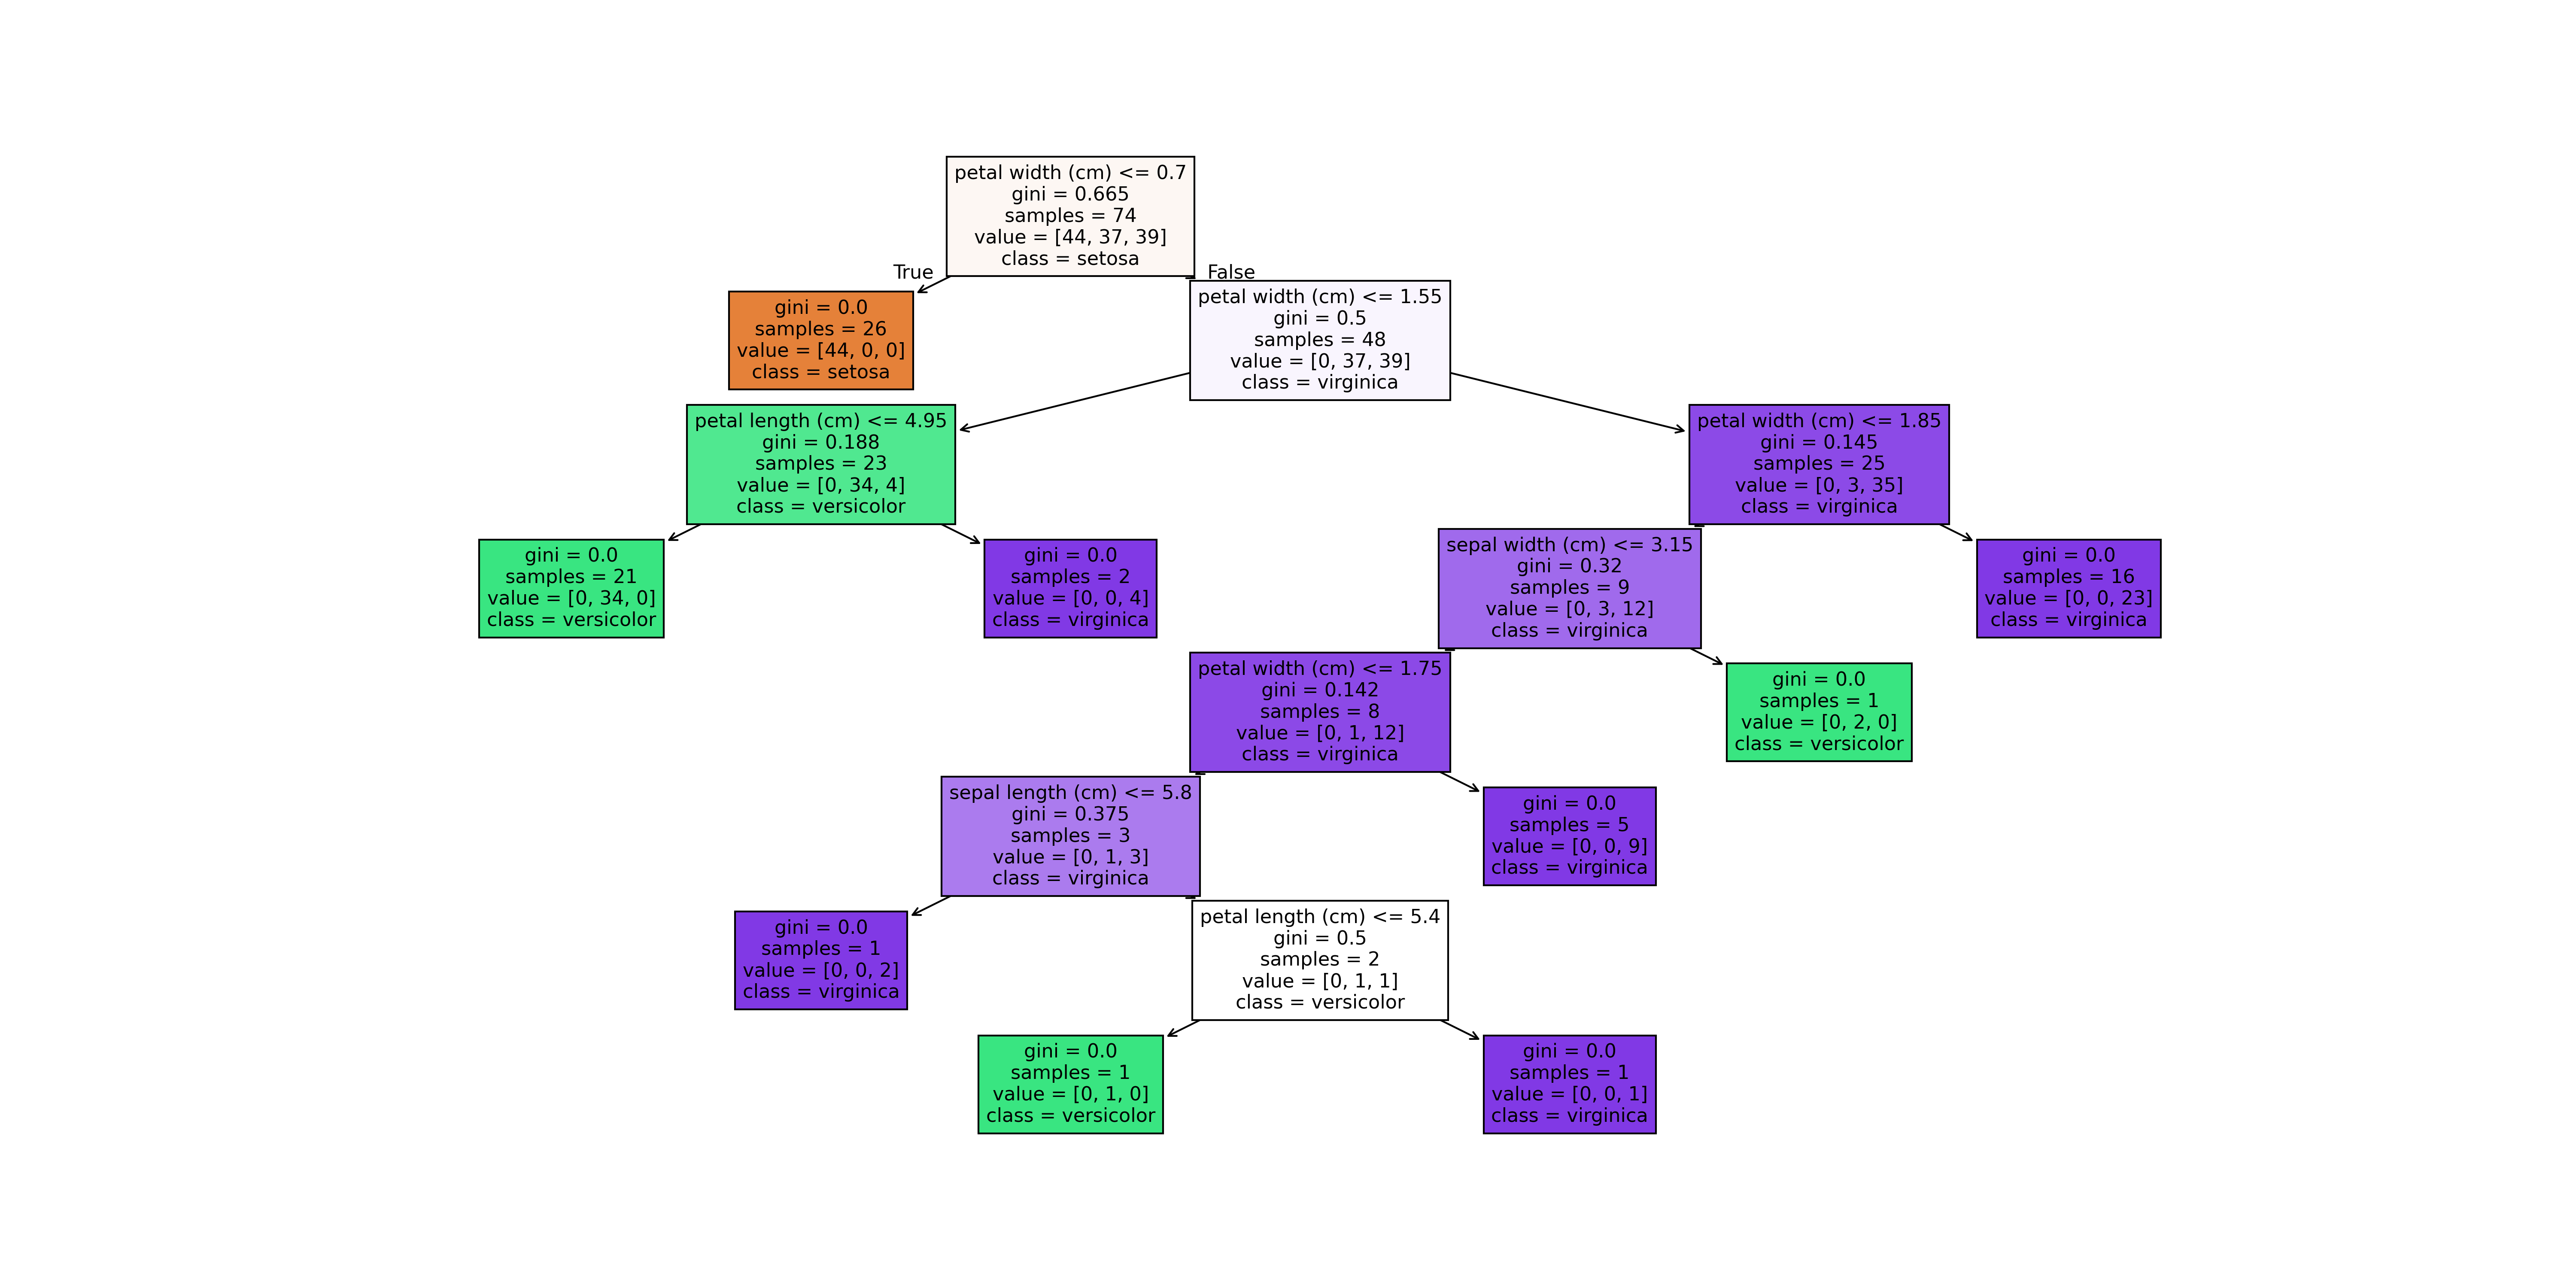 petal width (cm) <= 0.7
gini = 0.665
samples = 74
value = [44, 37, 39]
class = setosa
True
False
gini = 0.0
samples = 26
value = [44, 0, 0]
class = setosa
petal width (cm) <= 1.55
gini = 0.5
samples = 48
value = [0, 37, 39]
class = virginica
petal length (cm) <= 4.95
gini = 0.188
samples = 23
value = [0, 34, 4]
class = versicolor
petal width (cm) <= 1.85
gini = 0.145
samples = 25
value = [0, 3, 35]
class = virginica
gini = 0.0
samples = 21
value = [0, 34, 0]
class = versicolor
gini = 0.0
samples = 2
value = [0, 0, 4]
class = virginica
sepal width (cm) <= 3.15
gini = 0.32
samples = 9
value = [0, 3, 12]
class = virginica
gini = 0.0
samples = 16
value = [0, 0, 23]
class = virginica
petal width (cm) <= 1.75
gini = 0.142
samples = 8
value = [0, 1, 12]
class = virginica
gini = 0.0
samples = 1
value = [0, 2, 0]
class = versicolor
sepal length (cm) <= 5.8
gini = 0.375
samples = 3
value = [0, 1, 3]
class = virginica
gini = 0.0
samples = 5
value = [0, 0, 9]
class = virginica
gini = 0.0
samples = 1
value = [0, 0, 2]
class = virginica
petal length (cm) <= 5.4
gini = 0.5
samples = 2
value = [0, 1, 1]
class = versicolor
gini = 0.0
samples = 1
value = [0, 1, 0]
class = versicolor
gini = 0.0
samples = 1
value = [0, 0, 1]
class = virginica